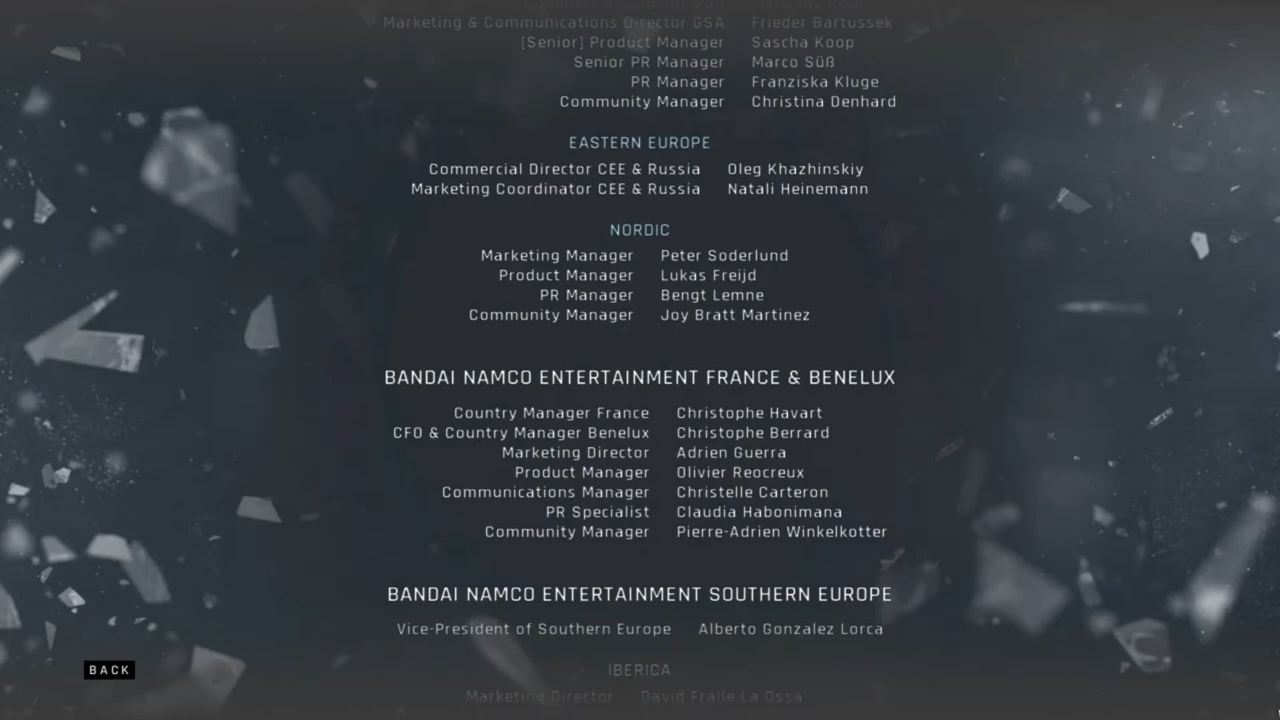 Marketing & Communications Director GSA Frieder Bartussek
[Senior] Product Manager Sascha Koop
Senior PR Manager Marco Süß
PR Manager Franziska Kluge
Community Manager Christina Denhard
EASTERN EUROPE
Commercial Director CEE & Russia Oleg Khazhinskiy
Marketing Coordinator CEE & Russia Natali Heinemann
NORDIC
Marketing Manager Peter Soderlund
Product Manager Lukas Freijd
PR Manager Bengt Lemne
Community Manager Joy Bratt Martinez
BANDAI NAMCO ENTERTAINMENT FRANCE & BENELUX
Country Manager France Christophe Havart
CFO & Country Manager Benelux Christophe Berrard
Marketing Director Adrien Guerra
Product Manager Olivier Reocreux
Communications Manager Christelle Carteron
PR Specialist Claudia Habonimana
Community Manager Pierre-Adrien Winkelkotter
BANDAI NAMCO ENTERTAINMENT SOUTHERN EUROPE
Vice-President of Southern Europe Alberto Gonzalez Lorca
BACK
IBERICA
Marketing Director David Fraile La Ossa